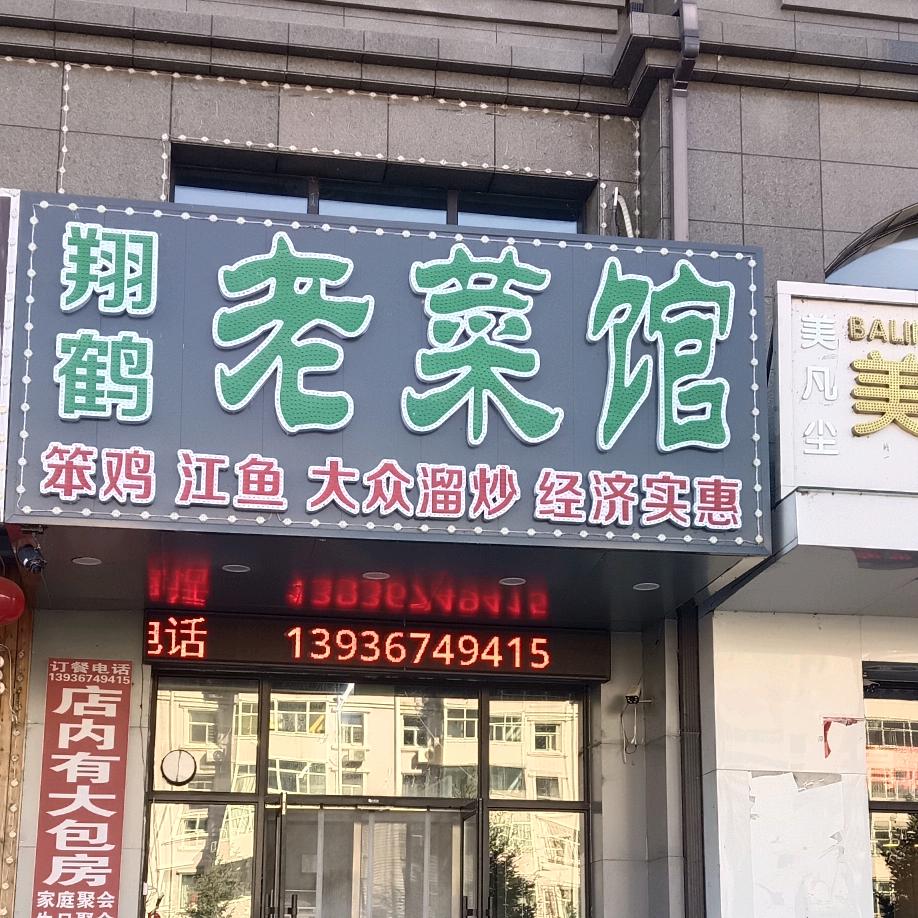 翔鹤
老菜馆
笨鸡 江鱼 大众溜炒 经济实惠
电话 13936749415
订餐电话
13936749415
店内有大包房
家庭聚会
美凡尘
BALI
美